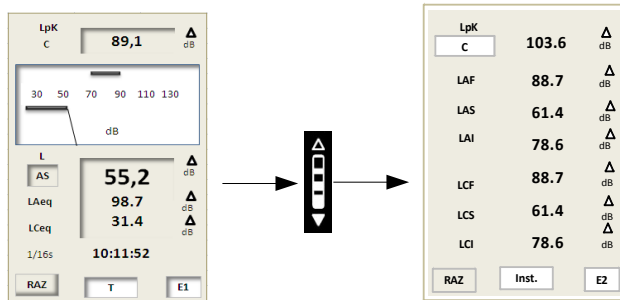 LpK
C 89,1 Δ dB
30 50 70 90 110 130
dB
L
AS 55,2 Δ dB
LAeq 98.7 Δ dB
LCeq 31.4 Δ dB
1/16s 10:11:52
RAZ T E1
LpK
C 103.6 Δ dB
LAF 88.7 Δ dB
LAS 61.4 Δ dB
LAI 78.6 Δ dB
LCF 88.7 Δ dB
LCS 61.4 Δ dB
LCI 78.6 Δ dB
RAZ Inst. E2